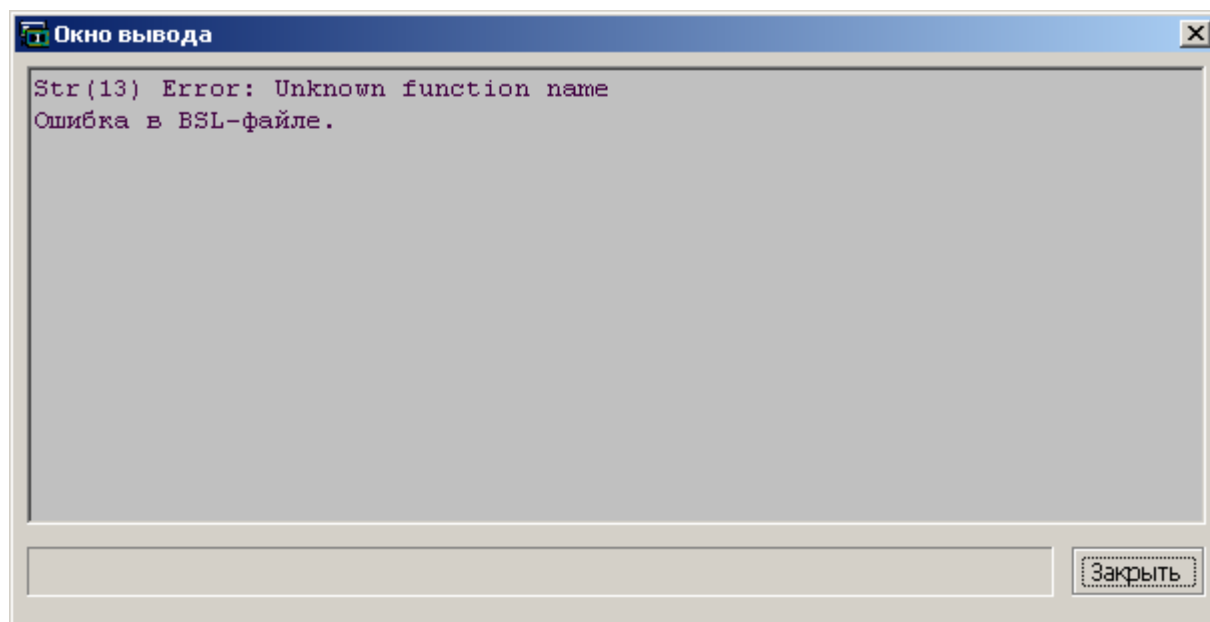 Окно вывода
Str(13) Error: Unknown function name
Ошибка в BSL-файле.
Закрыть